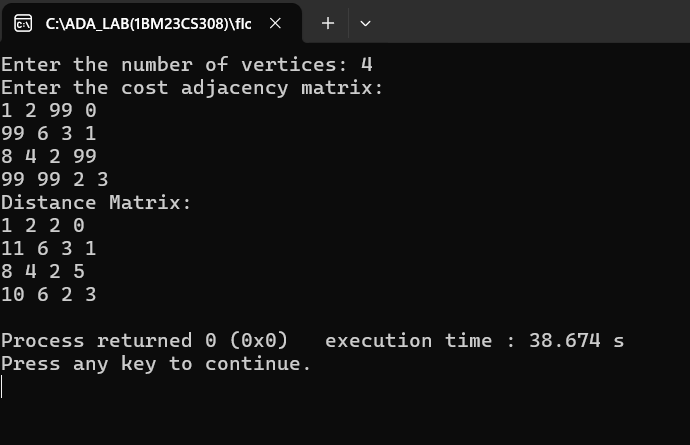 C:\ADA_LAB(1BM23CS308)\flc
Enter the number of vertices: 4
Enter the cost adjacency matrix:
1 2 99 0
99 6 3 1
8 4 2 99
99 99 2 3
Distance Matrix:
1 2 2 0
11 6 3 1
8 4 2 5
10 6 2 3
Process returned 0 (0x0)   execution time : 38.674 s
Press any key to continue.